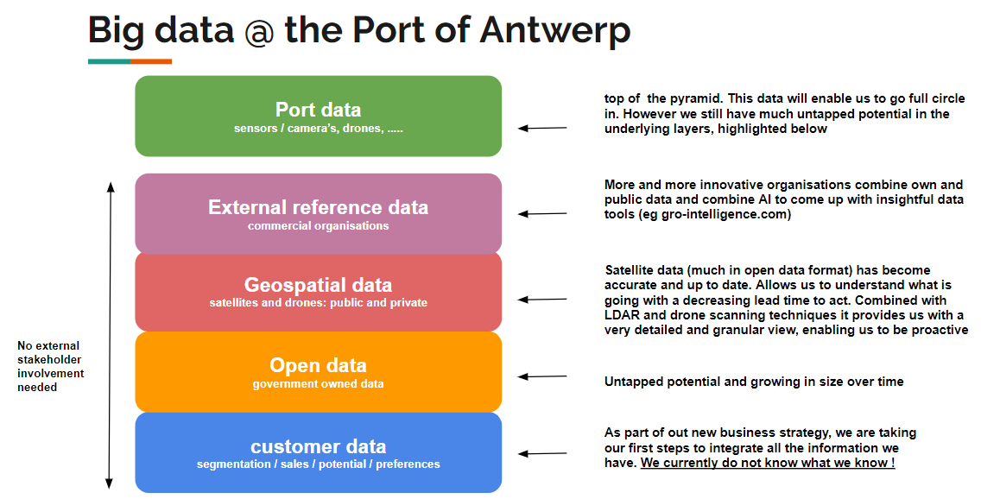 Big data @ the Port of Antwerp
Port data
sensors / camera's, drones, .....
top of the pyramid. This data will enable us to go full circle
in. However we still have much untapped potential in the
underlying layers, highlighted below
External reference data
commercial organisations
More and more innovative organisations combine own and
public data and combine AI to come up with insightful data
tools (eg gro-intelligence.com)
Geospatial data
satellites and drones: public and private
Satellite data (much in open data format) has become
accurate and up to date. Allows us to understand what is
going with a decreasing lead time to act. Combined with
LDAR and drone scanning techniques it provides us with a
very detailed and granular view, enabling us to be proactive
No external
stakeholder
involvement
needed
Open data
government owned data
Untapped potential and growing in size over time
customer data
segmentation / sales / potential / preferences
As part of out new business strategy, we are taking
our first steps to integrate all the information we
have. We currently do not know what we know !